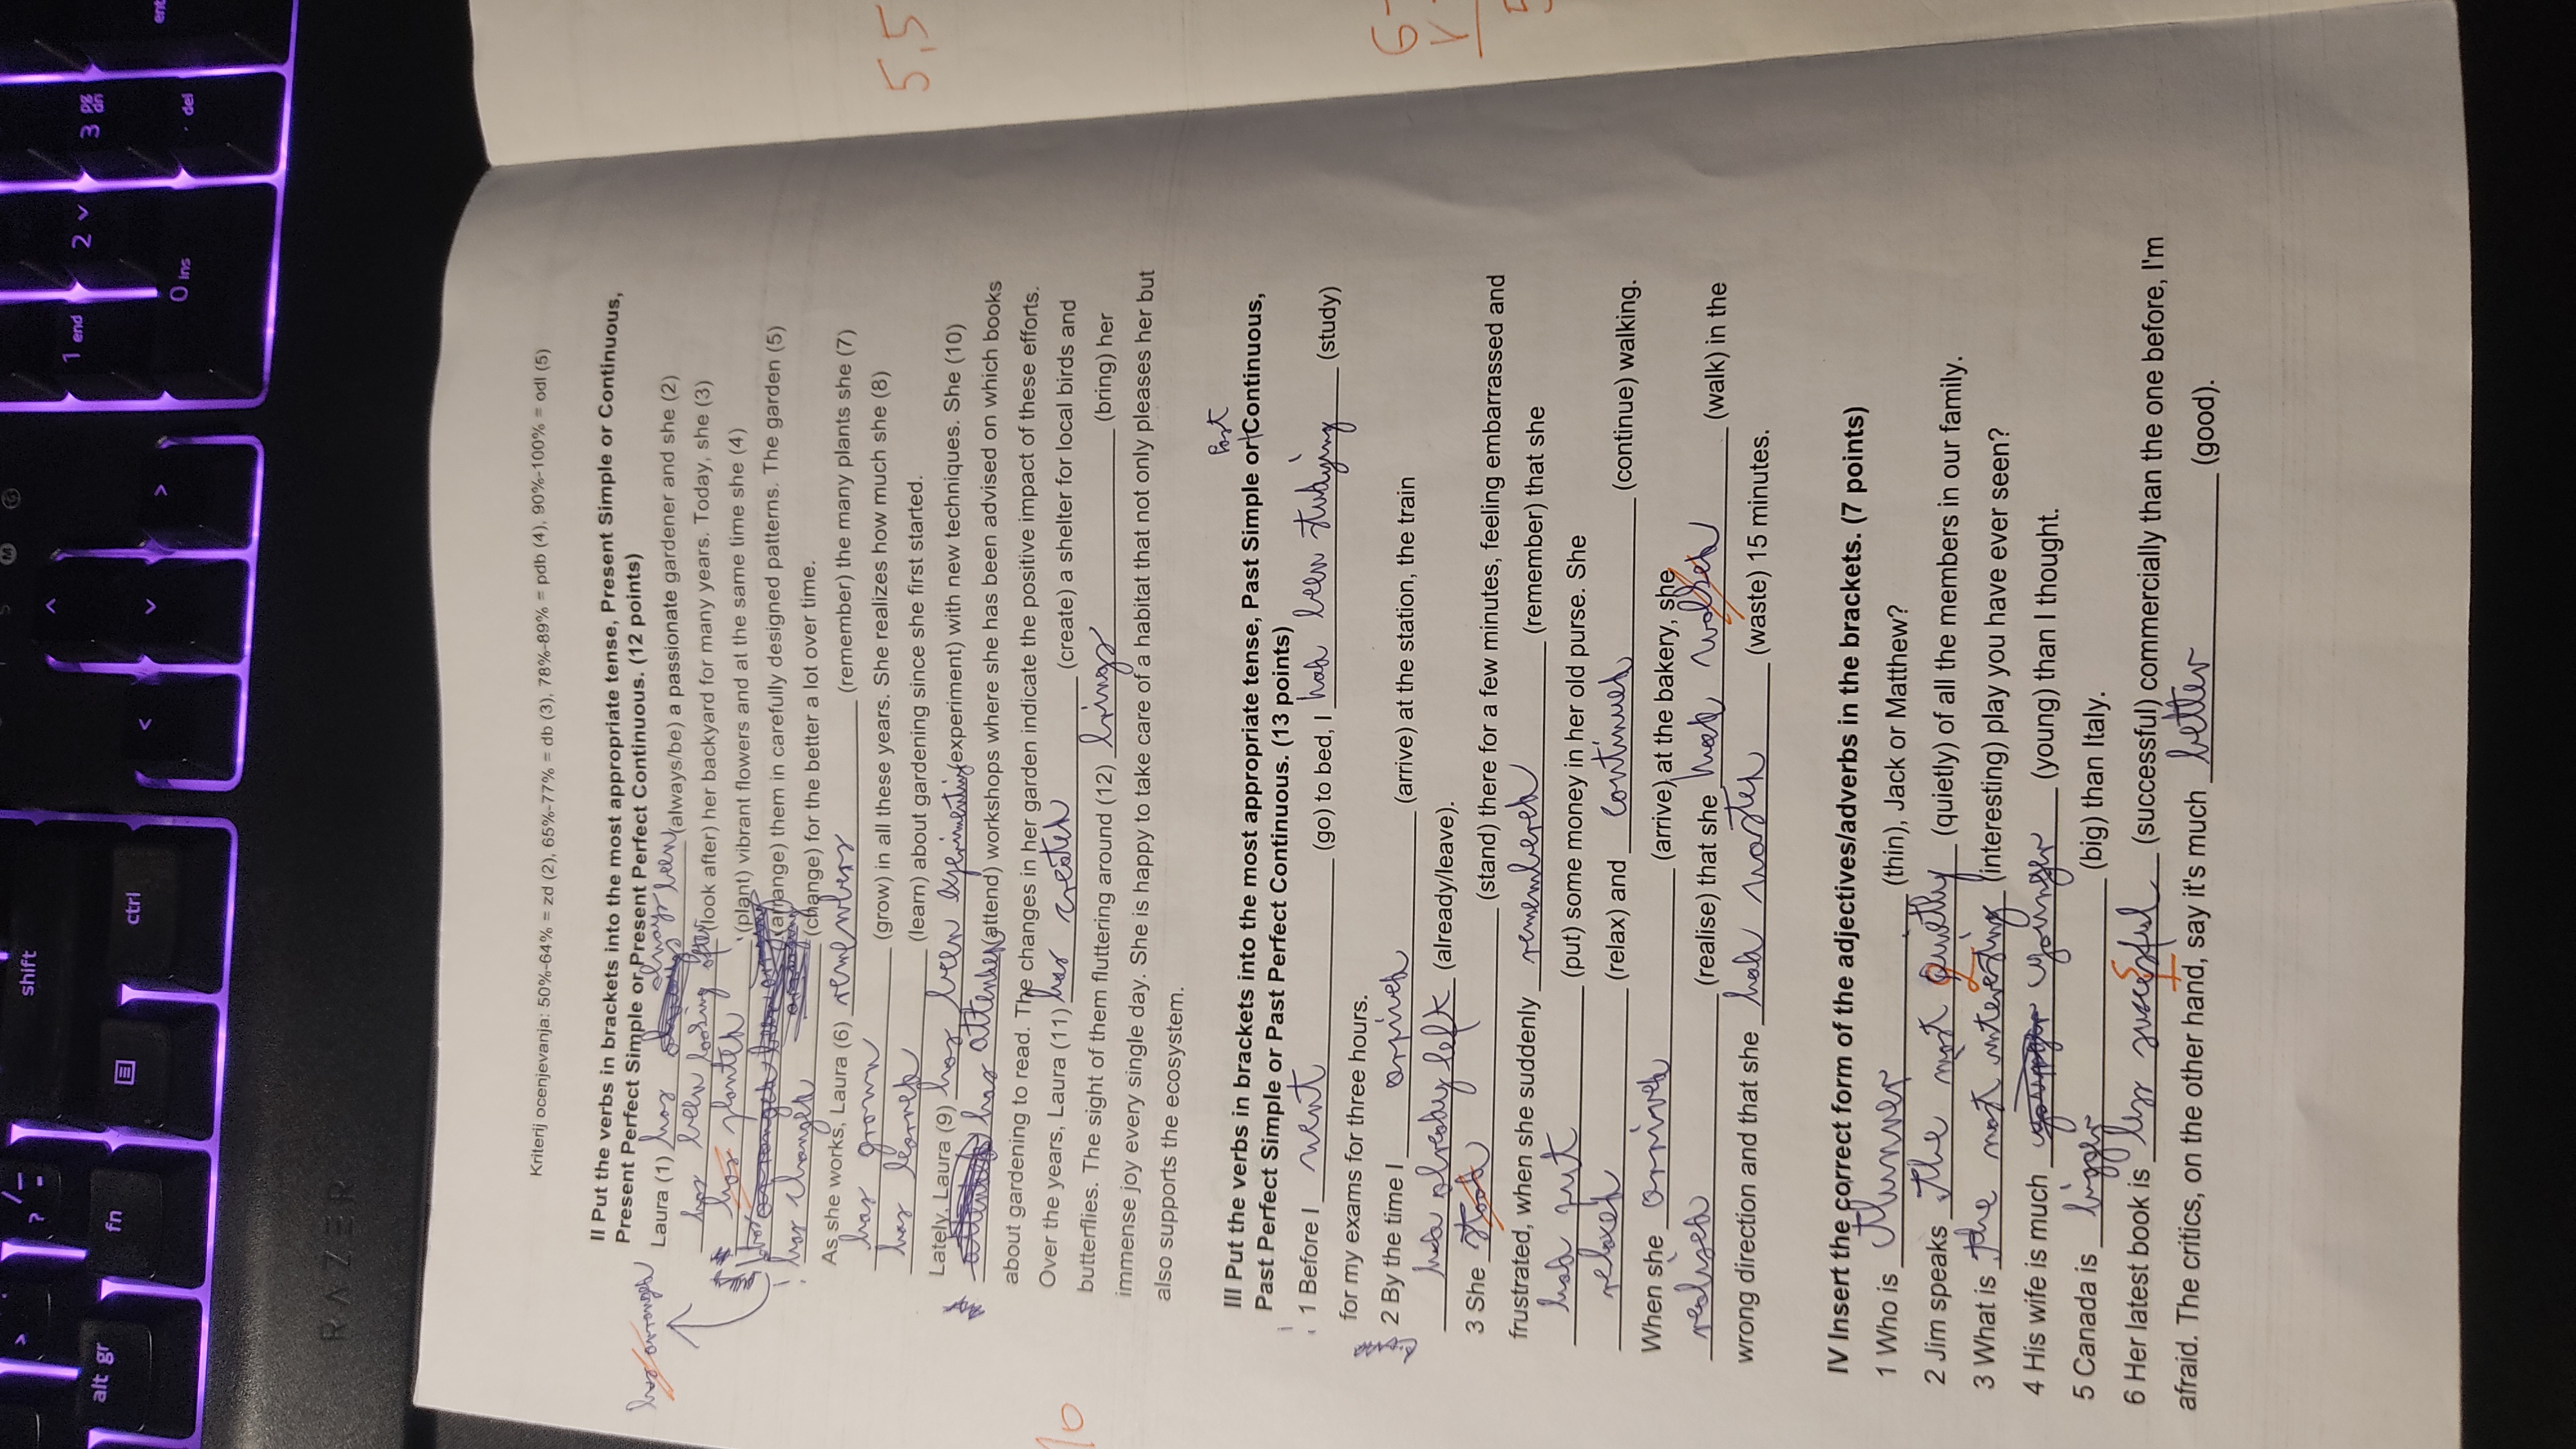 shift
alt gr
fn
ctrl
1 end
2
3 pg dn
0 ins
. del
RAZER
Kriterij ocenjevanja: 50%-64% = zd (2), 65%-77% = db (3), 78%-89% = pdb (4), 90%-100% = odl (5)
II Put the verbs in brackets into the most appropriate tense, Present Simple or Continuous,
Present Perfect Simple or Present Perfect Continuous. (12 points)
has arranged
Laura (1) has always been (always/be) a passionate gardener and she (2)
has been looking after (look after) her backyard for many years. Today, she (3)
has planted (plant) vibrant flowers and at the same time she (4)
(arrange) them in carefully designed patterns. The garden (5)
has changed (change) for the better a lot over time.
As she works, Laura (6) remembers (remember) the many plants she (7)
has grown (grow) in all these years. She realizes how much she (8)
has learned (learn) about gardening since she first started.
Lately, Laura (9) has been experimenting (experiment) with new techniques. She (10)
has attended (attend) workshops where she has been advised on which books
about gardening to read. The changes in her garden indicate the positive impact of these efforts.
Over the years, Laura (11) has created (create) a shelter for local birds and
butterflies. The sight of them fluttering around (12) brings (bring) her
immense joy every single day. She is happy to take care of a habitat that not only pleases her but
also supports the ecosystem.
Past
III Put the verbs in brackets into the most appropriate tense, Past Simple or Continuous,
Past Perfect Simple or Past Perfect Continuous. (13 points)
1 Before I went (go) to bed, I had been studying (study)
for my exams for three hours.
2 By the time I arrived (arrive) at the station, the train
had already left (already/leave).
3 She stood (stand) there for a few minutes, feeling embarrassed and
frustrated, when she suddenly remembered (remember) that she
had put (put) some money in her old purse. She
relaxed (relax) and continued (continue) walking.
When she arrived (arrive) at the bakery, she
realised (realise) that she had walked (walk) in the
wrong direction and that she had wasted (waste) 15 minutes.
IV Insert the correct form of the adjectives/adverbs in the brackets. (7 points)
1 Who is thinner (thin), Jack or Matthew?
2 Jim speaks the most quietly (quietly) of all the members in our family.
3 What is the most interesting (interesting) play you have ever seen?
4 His wife is much younger (young) than I thought.
5 Canada is bigger (big) than Italy.
6 Her latest book is less succesful (successful) commercially than the one before, I'm
afraid. The critics, on the other hand, say it's much better (good).
5,5